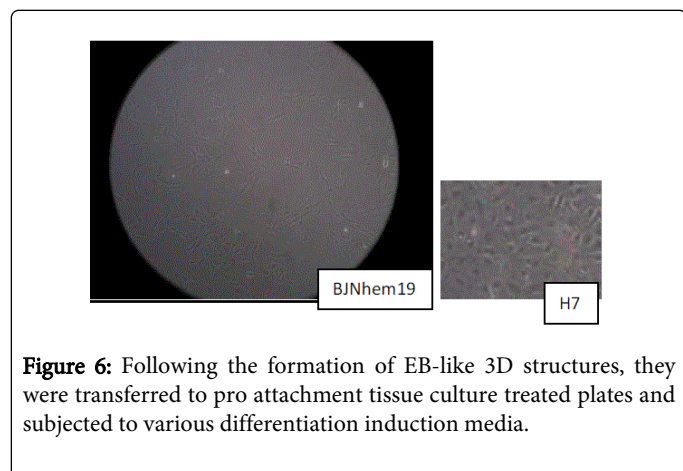 BJNhem19
H7
Figure 6: Following the formation of EB-like 3D structures, they
were transferred to pro attachment tissue culture treated plates and
subjected to various differentiation induction media.